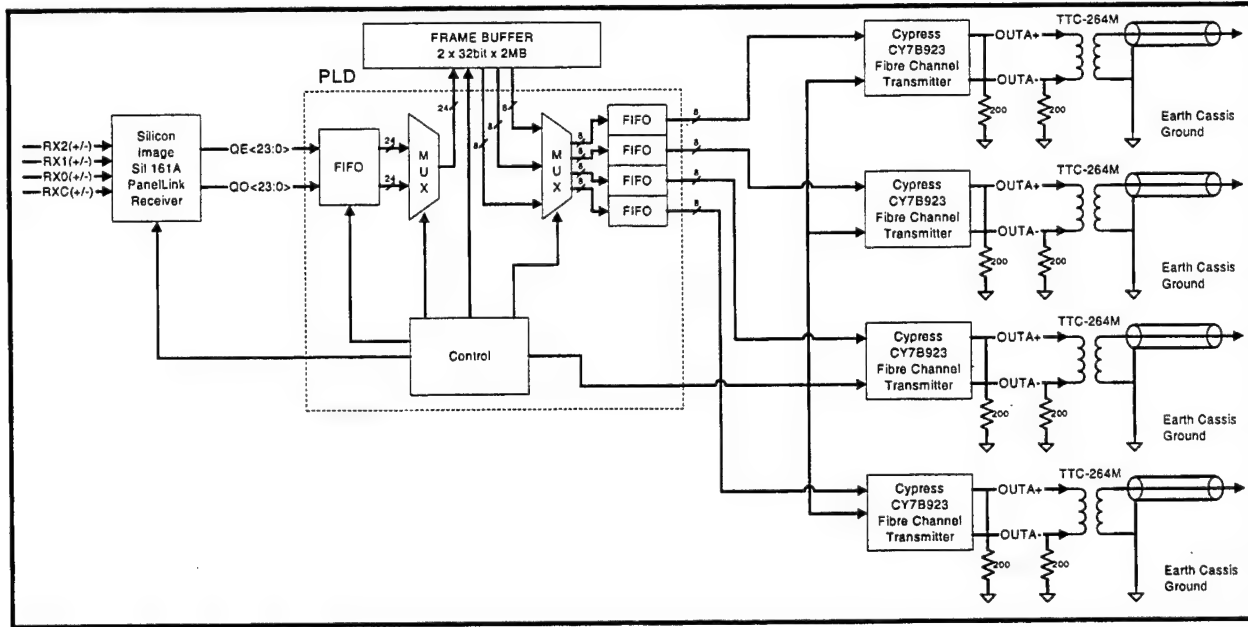 FRAME BUFFER
2 x 32bit x 2MB
PLD
RX2(+/-)
RX1(+/-)
RX0(+/-)
RXC(+/-)
Silicon
Image
Sil 161A
PanelLink
Receiver
QE<23:0>
QO<23:0>
FIFO
24
24
MUX
24
8
8
8
MUX
8
8
8
8
FIFO
FIFO
FIFO
FIFO
8
8
8
8
Control
Cypress
CY7B923
Fibre Channel
Transmitter
OUTA+
OUTA-
200
200
TTC-264M
Earth Cassis
Ground
Cypress
CY7B923
Fibre Channel
Transmitter
OUTA+
OUTA-
200
200
TTC-264M
Earth Cassis
Ground
Cypress
CY7B923
Fibre Channel
Transmitter
OUTA+
OUTA-
200
200
TTC-264M
Earth Cassis
Ground
Cypress
CY7B923
Fibre Channel
Transmitter
OUTA+
OUTA-
200
200
TTC-264M
Earth Cassis
Ground